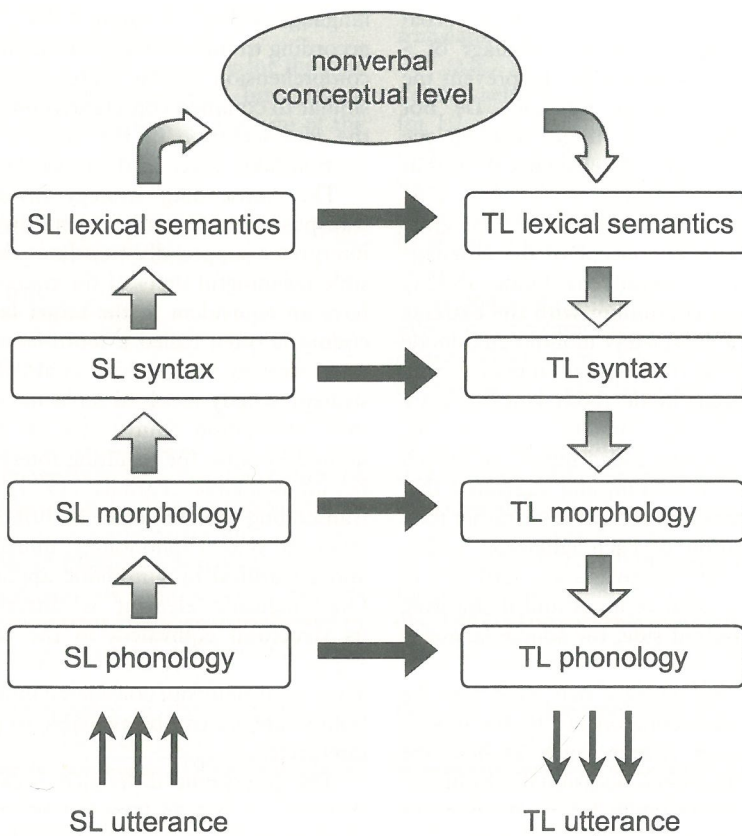 nonverbal
conceptual level
SL lexical semantics
TL lexical semantics
SL syntax
TL syntax
SL morphology
TL morphology
SL phonology
TL phonology
SL utterance
TL utterance